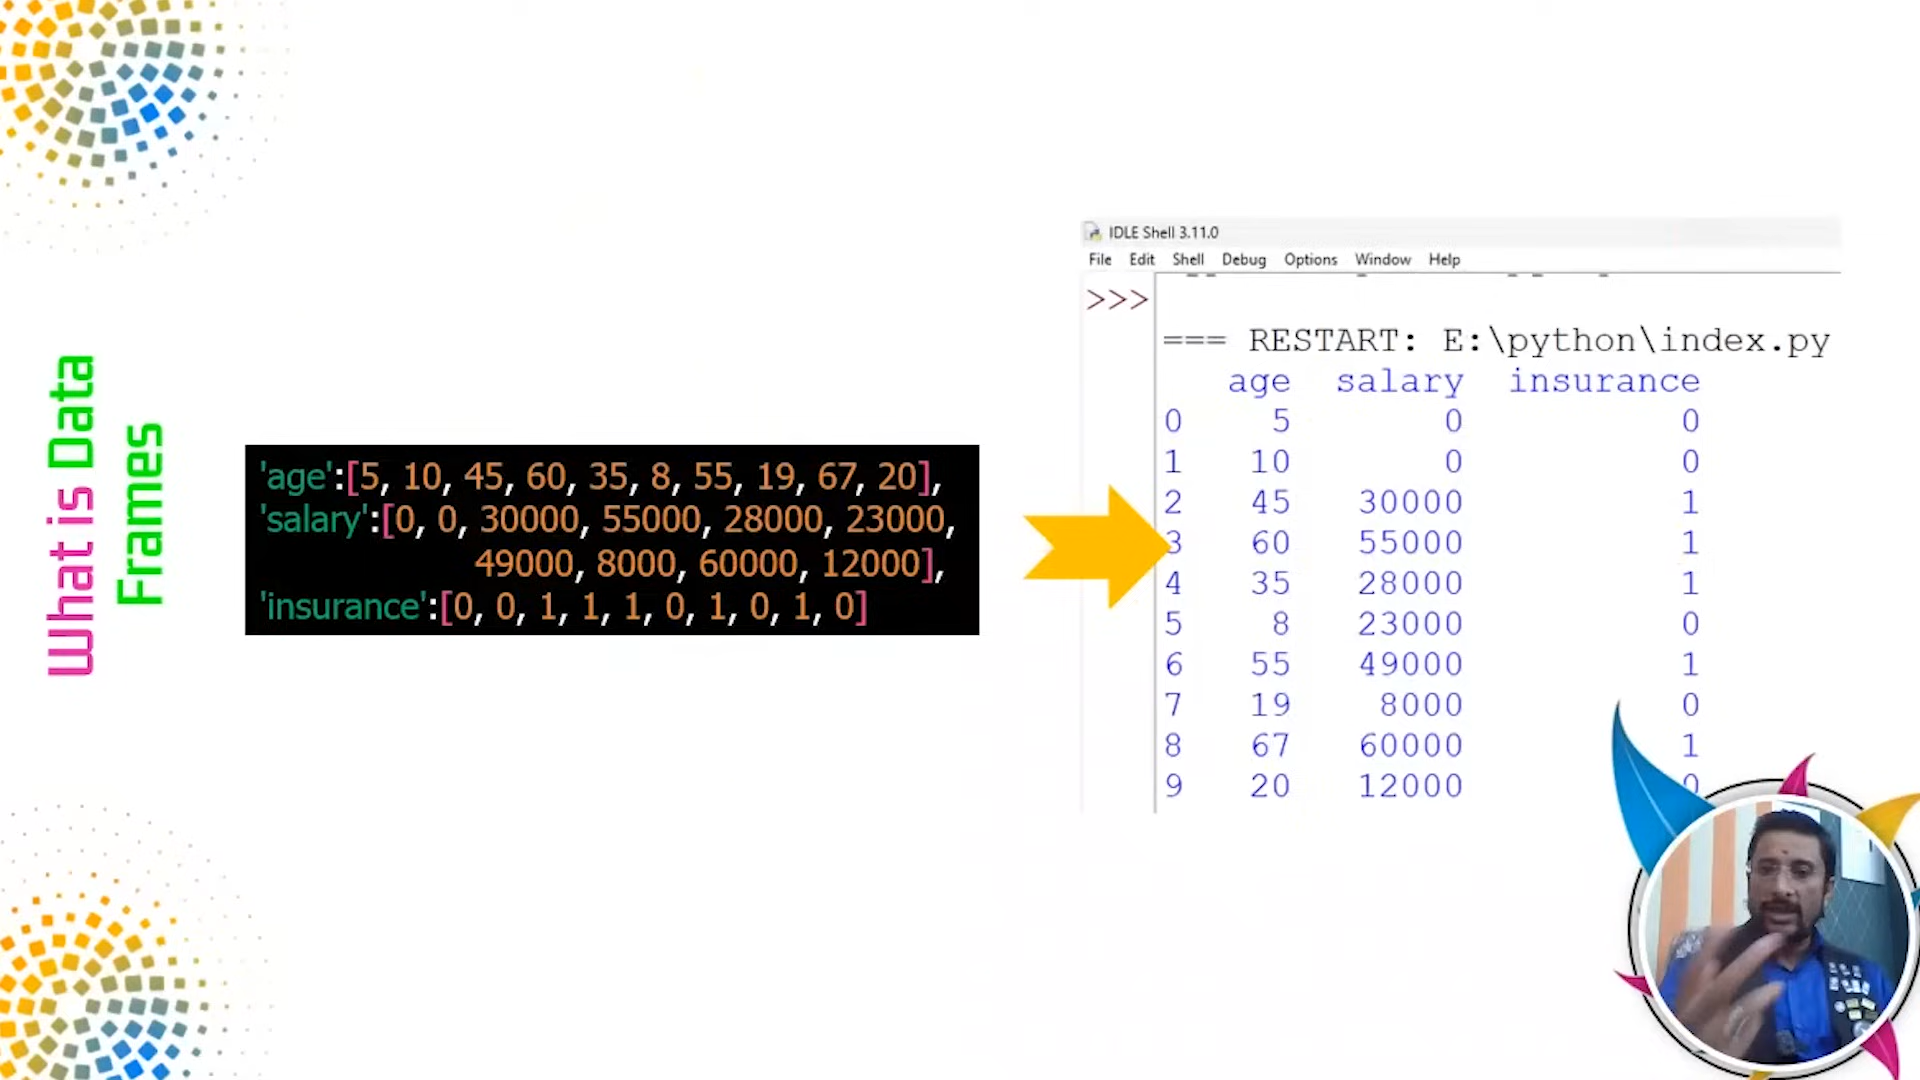 What is Data
Frames
'age':[5, 10, 45, 60, 35, 8, 55, 19, 67, 20],
'salary':[0, 0, 30000, 55000, 28000, 23000,
49000, 8000, 60000, 12000],
'insurance':[0, 0, 1, 1, 1, 0, 1, 0, 1, 0]
IDLE Shell 3.11.0
File Edit Shell Debug Options Window Help
>>>
=== RESTART: E:\python\index.py
age salary insurance
0 5 0 0
1 10 0 0
2 45 30000 1
3 60 55000 1
4 35 28000 1
5 8 23000 0
6 55 49000 1
7 19 8000 0
8 67 60000 1
9 20 12000 0